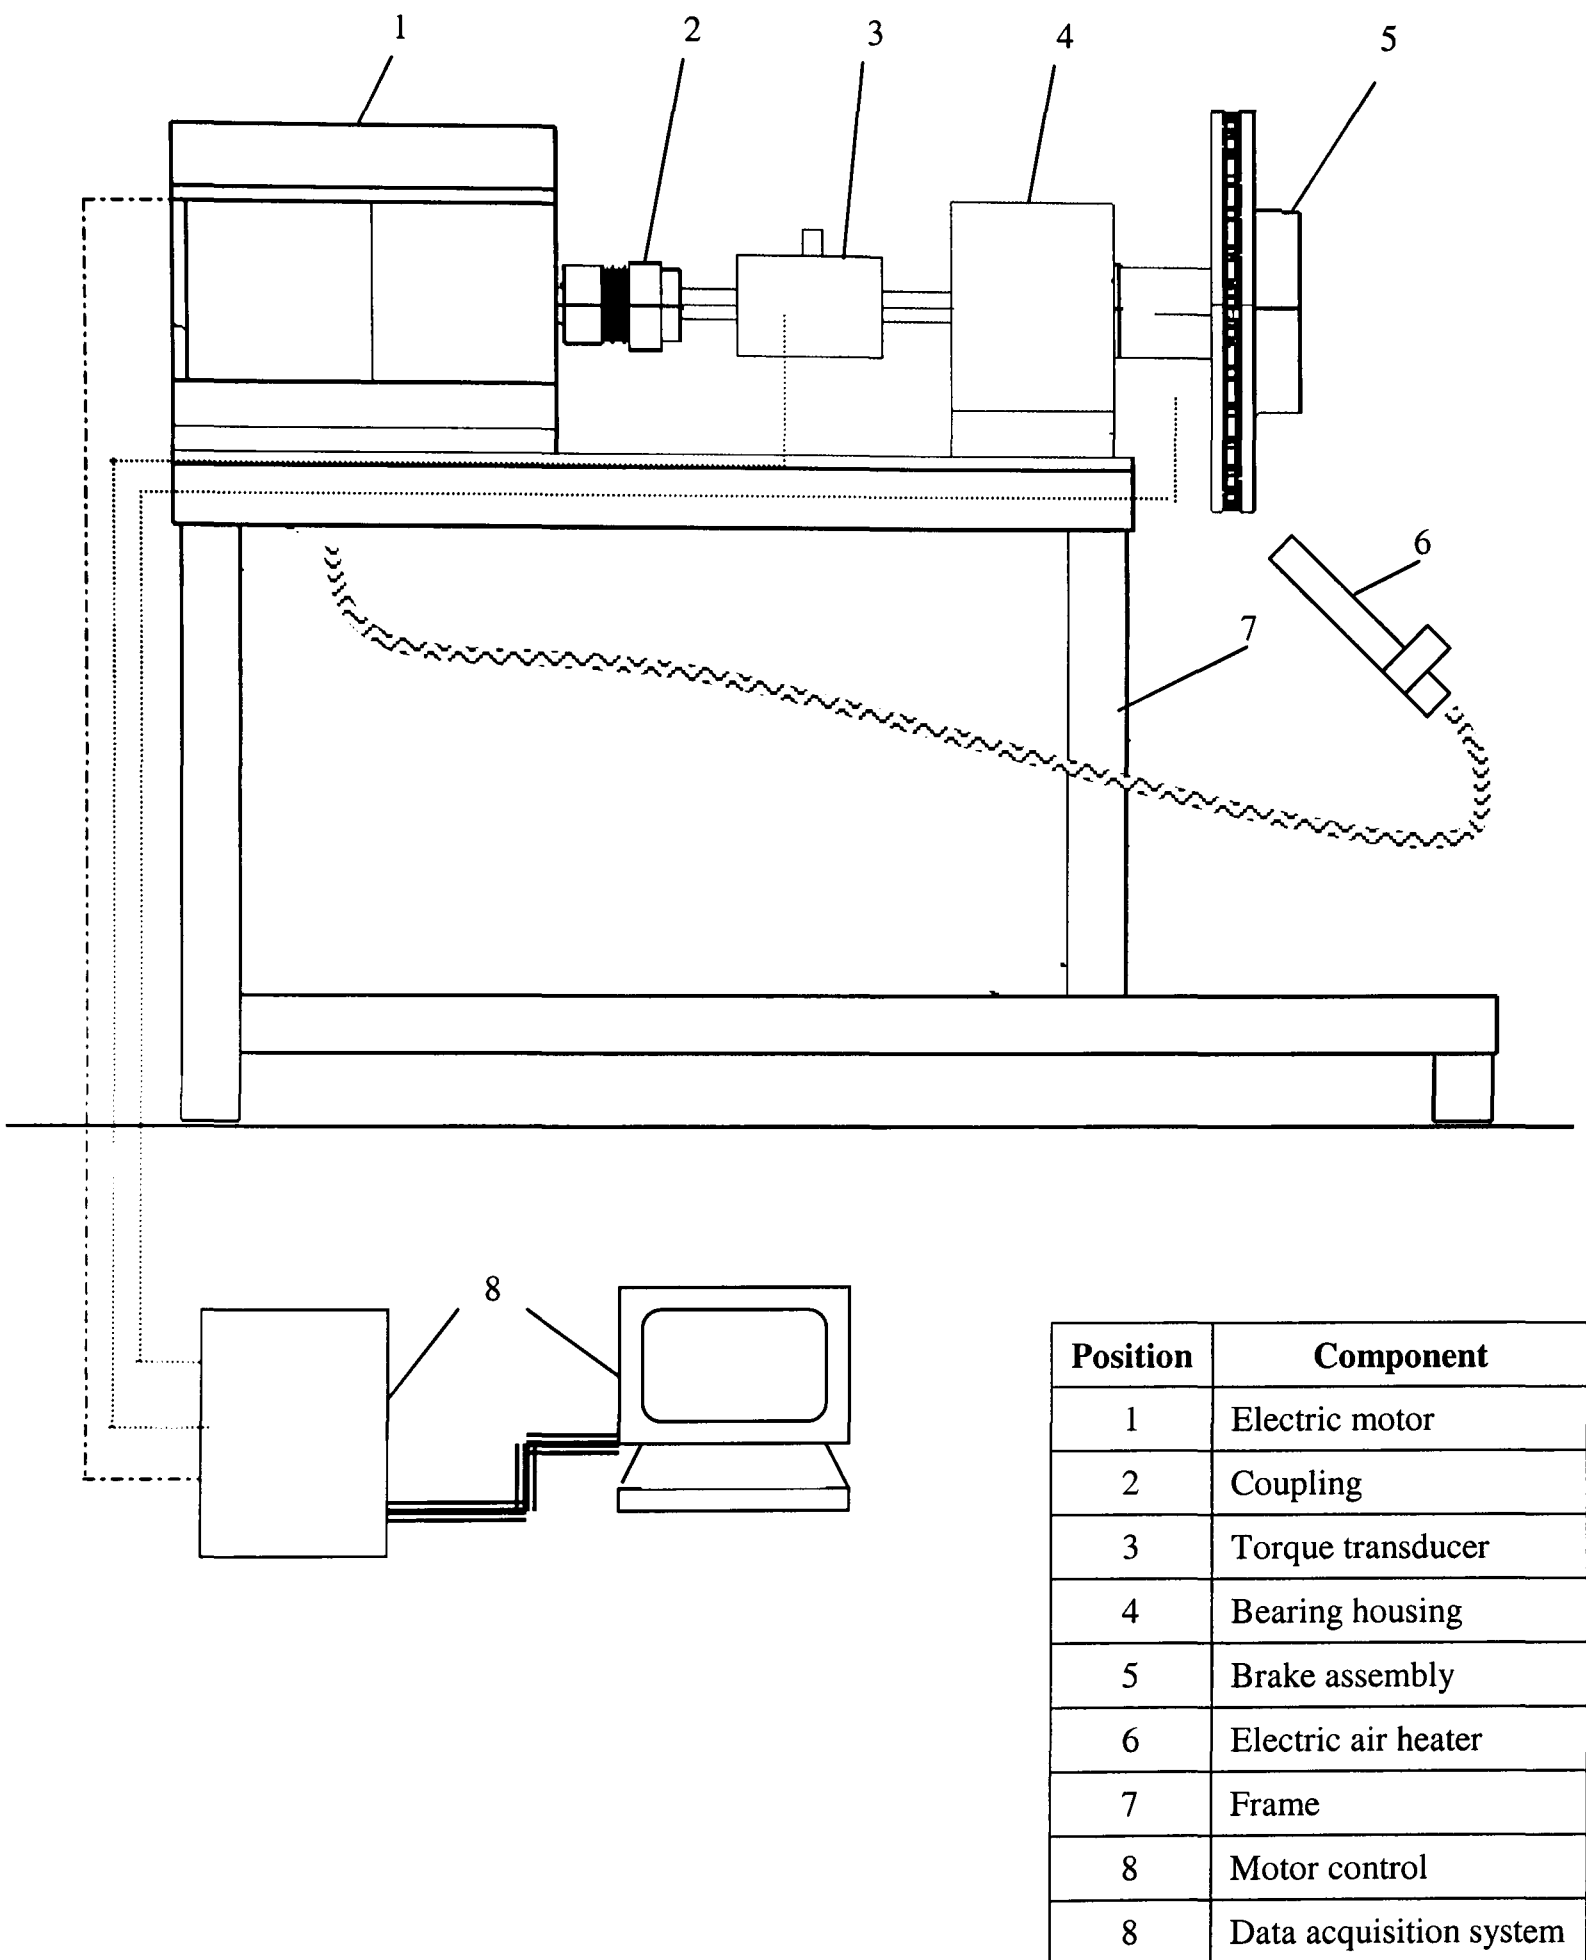 1
2
3
4
5
6
7
8
Position Component
1 Electric motor
2 Coupling
3 Torque transducer
4 Bearing housing
5 Brake assembly
6 Electric air heater
7 Frame
8 Motor control
8 Data acquisition system